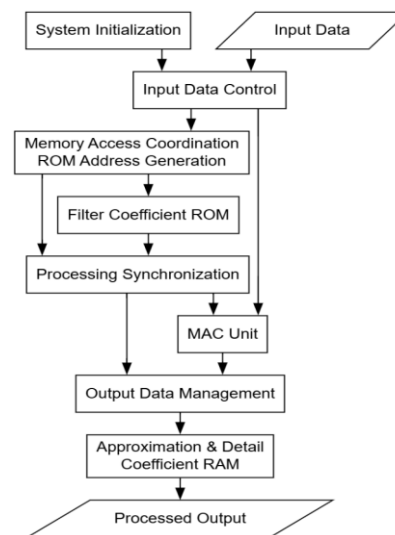 System Initialization
Input Data
Input Data Control
Memory Access Coordination
ROM Address Generation
Filter Coefficient ROM
Processing Synchronization
MAC Unit
Output Data Management
Approximation & Detail
Coefficient RAM
Processed Output